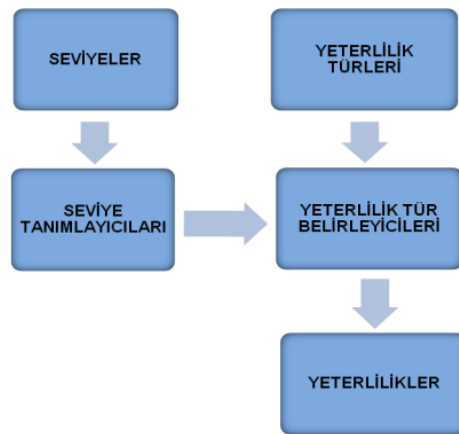 SEVİYELER
YETERLİLİK
TÜRLERİ
SEVİYE
TANIMLAYICILARI
YETERLİLİK TÜR
BELİRLEYİCİLERİ
YETERLİLİKLER